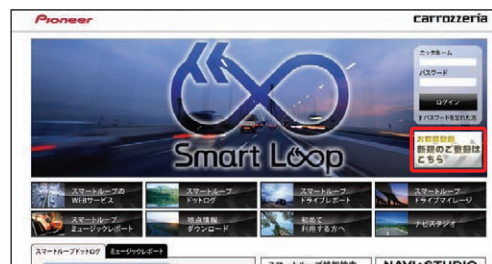 Pioneer
carrozzeria
Smart Loop
ニックネーム
パスワード
ログイン
パスワードを忘れた方
お客様登録
新規のご登録は
こちら
スマートループの
WEBサービス
スマートループ
ドットログ
スマートループ
ドライブレポート
スマートループ
ドライブマイレージ
スマートループ
ミュージックレポート
地点情報
ダウンロード
初めて
利用する方へ
ナビスタジオ
スマートループドットログ
ミュージックレポート
NAVI*STUDIO